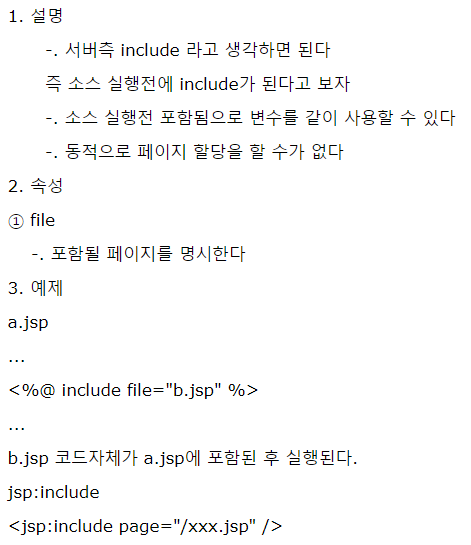 1. 설명
-. 서버측 include 라고 생각하면 된다
즉 소스 실행전에 include가 된다고 보자
-. 소스 실행전 포함됨으로 변수를 같이 사용할 수 있다
-. 동적으로 페이지 할당을 할 수가 없다
2. 속성
① file
-. 포함될 페이지를 명시한다
3. 예제
a.jsp
...
<%@ include file="b.jsp" %>
...
b.jsp 코드자체가 a.jsp에 포함된 후 실행된다.
jsp:include
<jsp:include page="/xxx.jsp" />